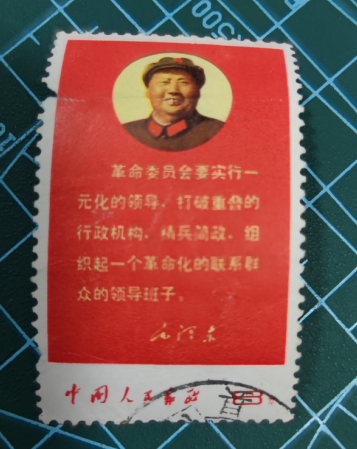 革命委员会要实行一
元化的领导，打破重叠的
行政机构，精兵简政，组
织起一个革命化的联系群
众的领导班子。
毛泽东
中国人民邮政 8
500